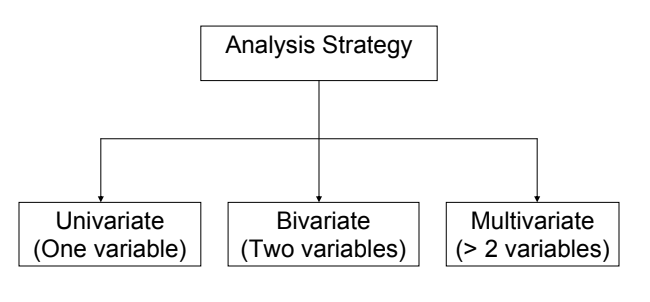 Analysis Strategy
Univariate
(One variable)
Bivariate
(Two variables)
Multivariate
(> 2 variables)